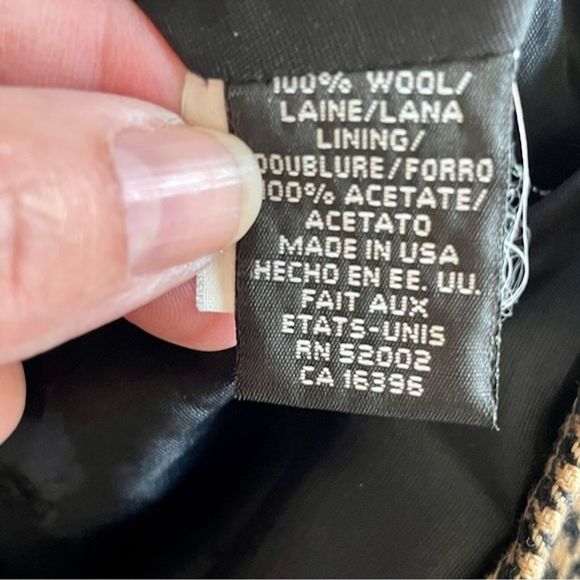 100% WOOL/
LAINE/LANA
LINING/
DOUBLURE/FORRO
100% ACETATE/
ACETATO
MADE IN USA
HECHO EN EE. UU.
FAIT AUX
ETATS-UNIS
RN 52002
CA 16396